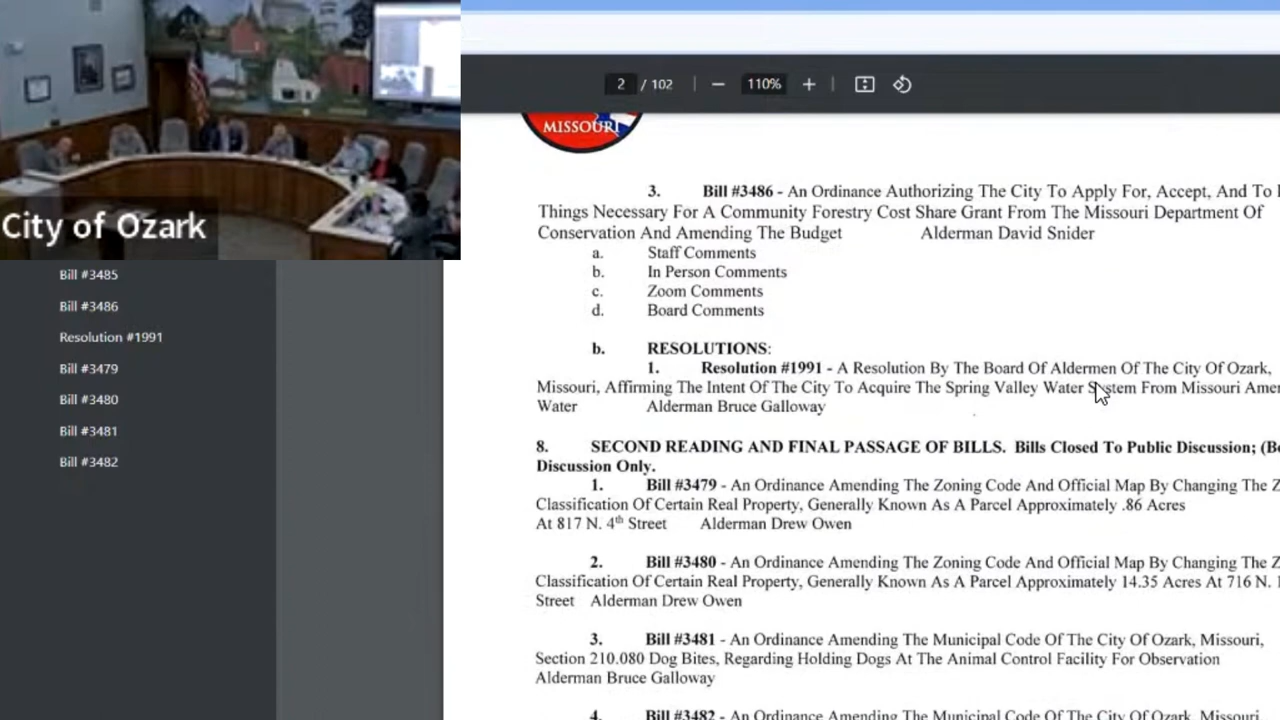 City of Ozark
2 / 102
110%
Bill #3485
Bill #3486
Resolution #1991
Bill #3479
Bill #3480
Bill #3481
Bill #3482
MISSOURI
3. Bill #3486 - An Ordinance Authorizing The City To Apply For, Accept, And To
Things Necessary For A Community Forestry Cost Share Grant From The Missouri Department Of
Conservation And Amending The Budget Alderman David Snider
a. Staff Comments
b. In Person Comments
c. Zoom Comments
d. Board Comments
b. RESOLUTIONS:
1. Resolution #1991 - A Resolution By The Board Of Aldermen Of The City Of Ozark,
Missouri, Affirming The Intent Of The City To Acquire The Spring Valley Water System From Missouri Amer
Water Alderman Bruce Galloway
8. SECOND READING AND FINAL PASSAGE OF BILLS. Bills Closed To Public Discussion; (Bo
Discussion Only.
1. Bill #3479 - An Ordinance Amending The Zoning Code And Official Map By Changing The Z
Classification Of Certain Real Property, Generally Known As A Parcel Approximately .86 Acres
At 817 N. 4th Street Alderman Drew Owen
2. Bill #3480 - An Ordinance Amending The Zoning Code And Official Map By Changing The Z
Classification Of Certain Real Property, Generally Known As A Parcel Approximately 14.35 Acres At 716 N.
Street Alderman Drew Owen
3. Bill #3481 - An Ordinance Amending The Municipal Code Of The City Of Ozark, Missouri,
Section 210.080 Dog Bites, Regarding Holding Dogs At The Animal Control Facility For Observation
Alderman Bruce Galloway
4. Bill #3482 - An Ordinance Amending The Municipal Code Of The City Of Ozark, Missouri